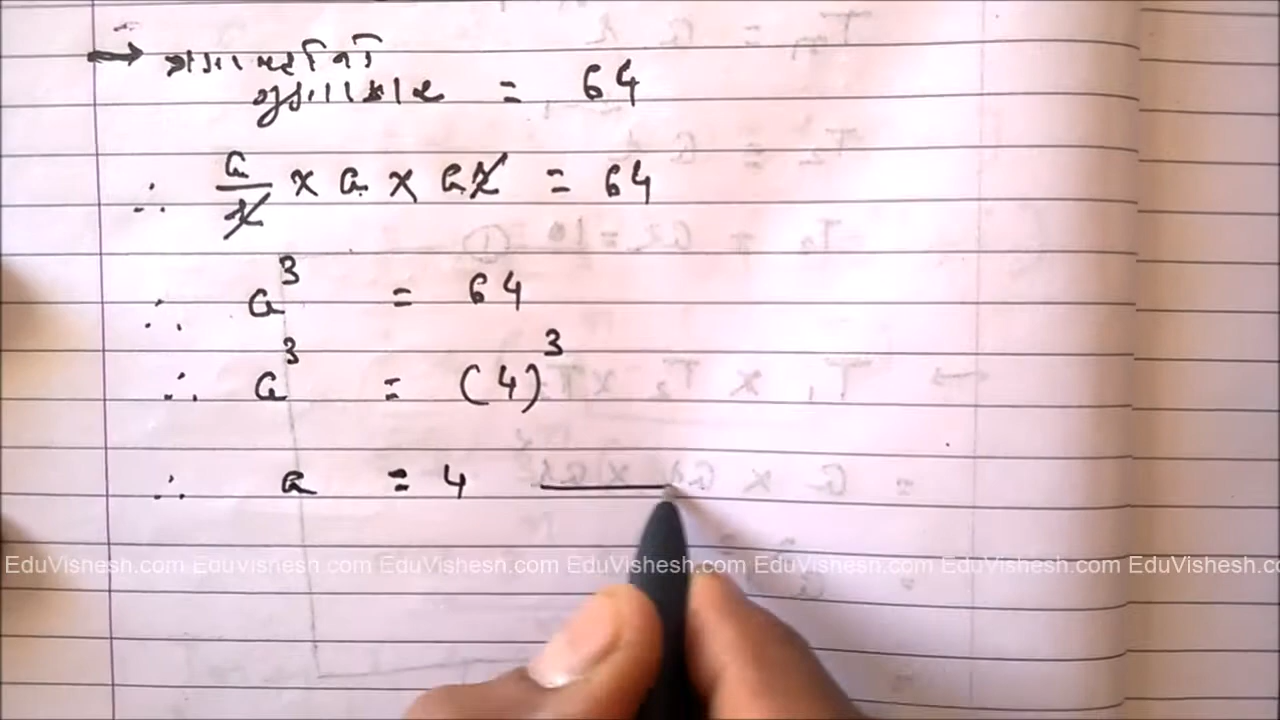 →
ગુણાકાર = 64
∴ a/r × a × ar = 64
∴ a³ = 64
∴ a³ = (4)³
∴ a = 4
EduVishesh.com EduVishesh.com EduVishesh.com EduVishesh.com EduVishesh.com EduVishesh.com EduVishesh.com